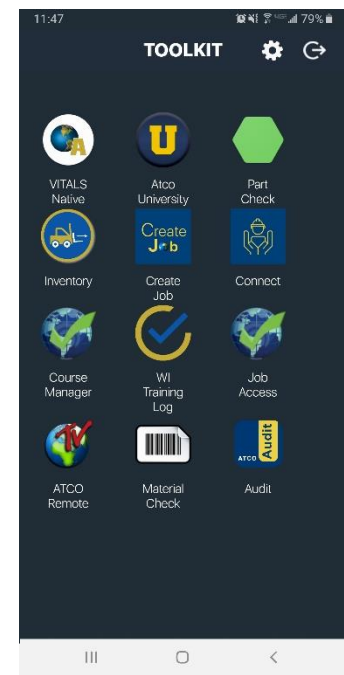 11:47 79%
TOOLKIT
A U
VITALS Atco Part
Native University Check
Create
Job
Inventory Create Connect
Job
Course WI Job
Manager Training Access
Log
TV
ATCO Audit
ATCO Material Audit
Remote Check